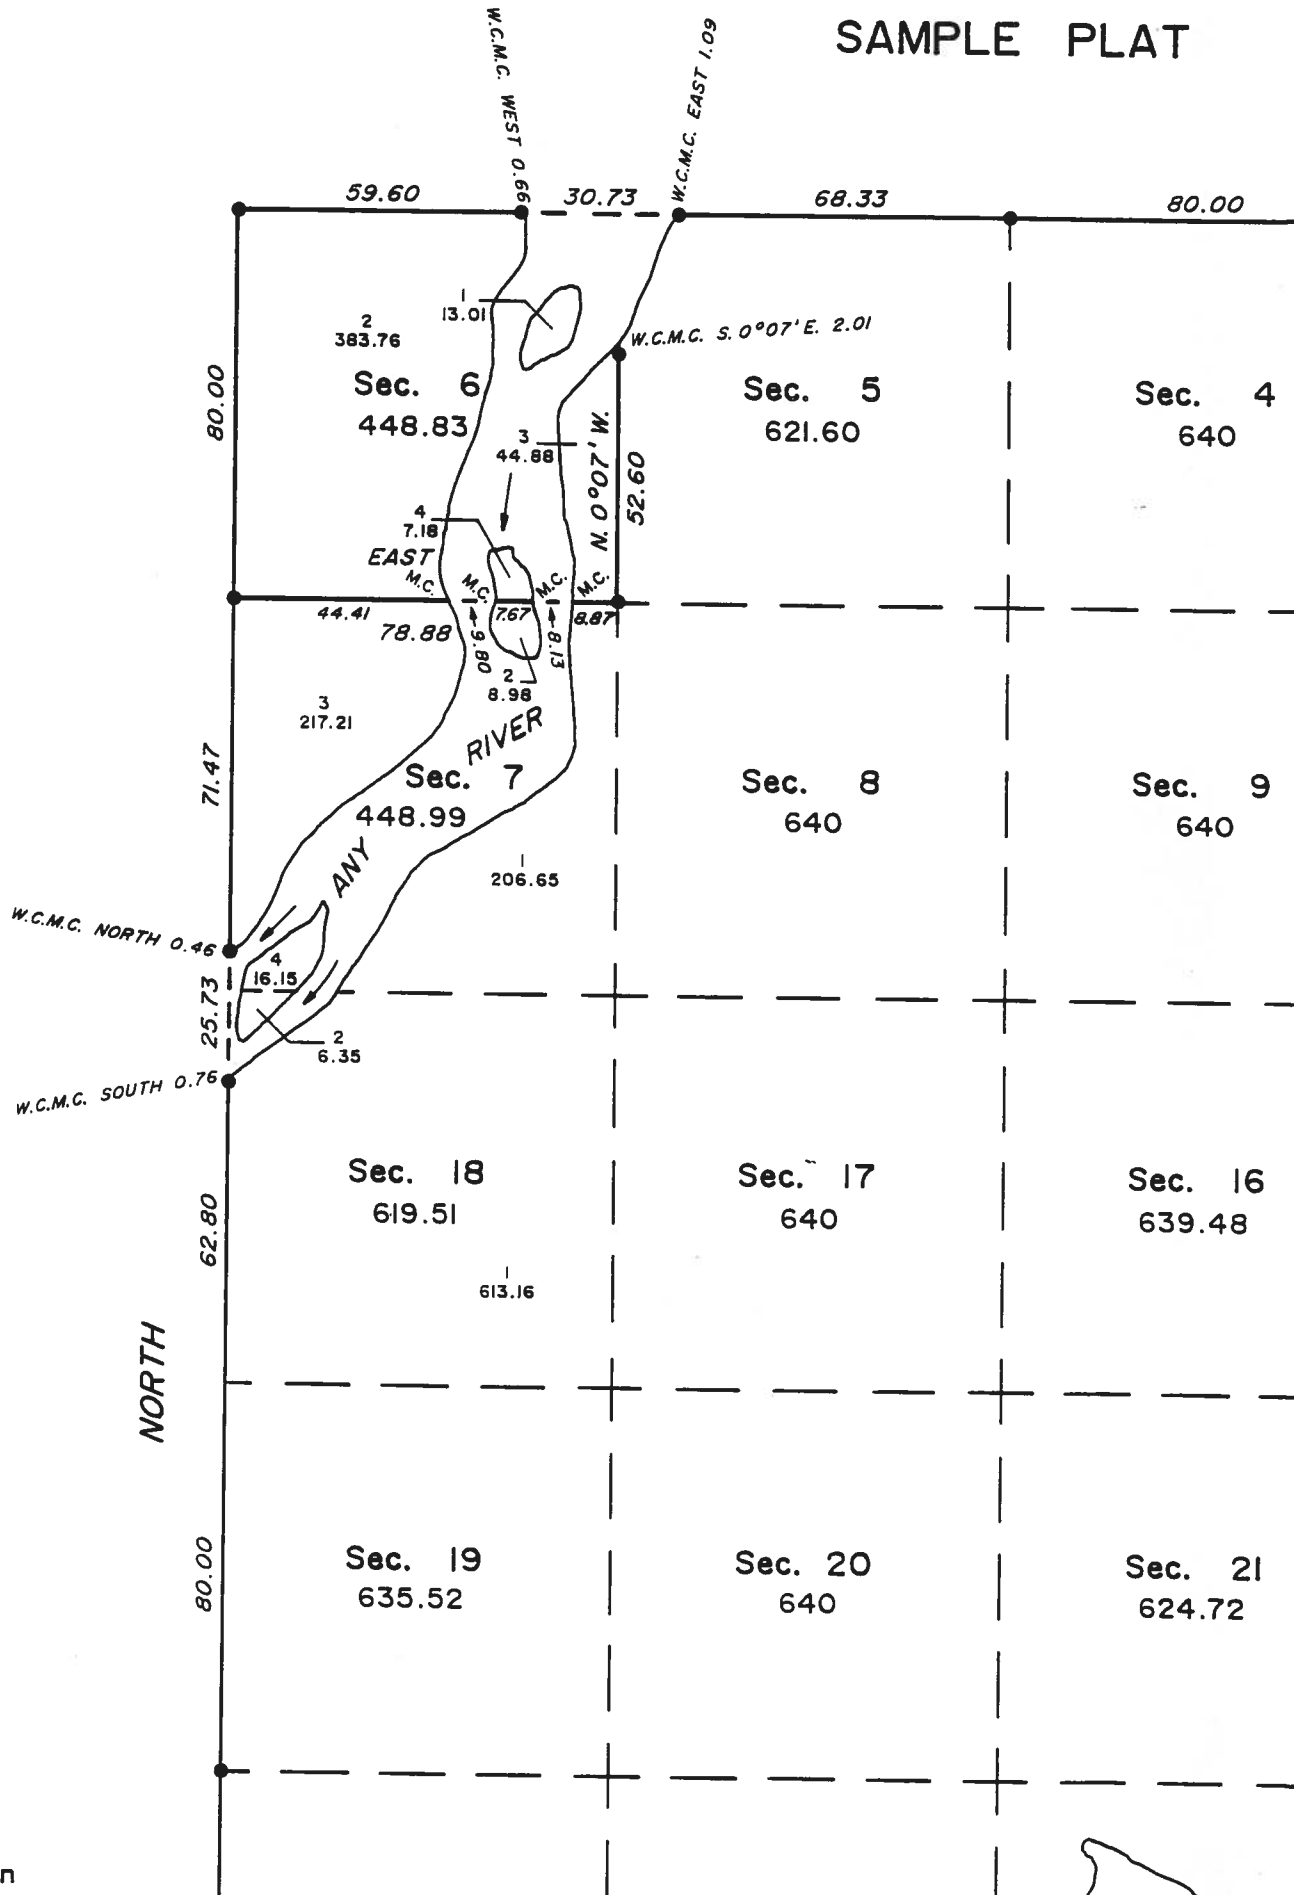 SAMPLE PLAT
W.C.M.C. WEST 0.66
W.C.M.C. EAST 1.09
59.60
30.73
68.33
80.00
1
13.01
2
383.76
W.C.M.C. S. 0°07' E. 2.01
80.00
Sec. 6
448.83
Sec. 5
621.60
Sec. 4
640
3
44.88
N. 0°07' W.
52.60
4
7.18
EAST
M.C.
M.C.
M.C.
M.C.
44.41
78.88
9.80
7.67
8.13
8.87
2
8.98
3
217.21
RIVER
71.47
Sec. 7
448.99
Sec. 8
640
Sec. 9
640
ANY
1
206.65
W.C.M.C. NORTH 0.46
4
16.15
25.73
2
6.35
W.C.M.C. SOUTH 0.76
Sec. 18
619.51
Sec. 17
640
Sec. 16
639.48
62.80
1
613.16
NORTH
80.00
Sec. 19
635.52
Sec. 20
640
Sec. 21
624.72
n